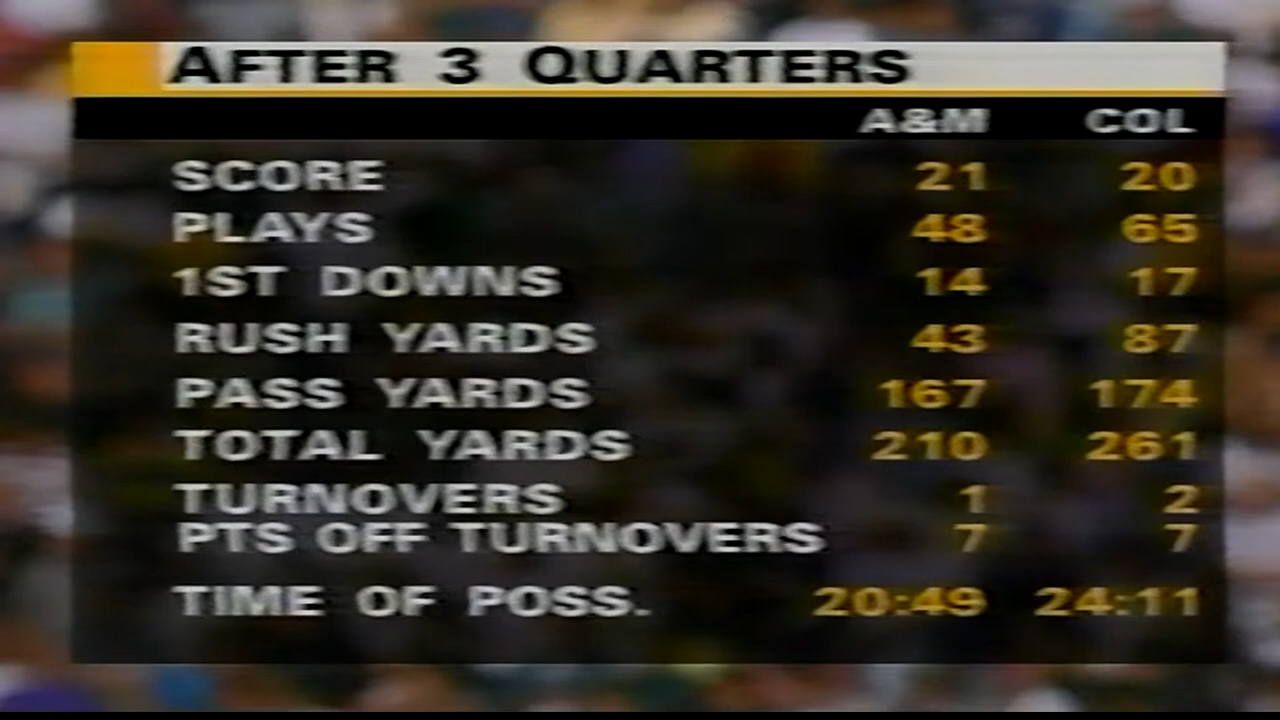 AFTER 3 QUARTERS
A&M COL
SCORE 21 20
PLAYS 48 65
1ST DOWNS 14 17
RUSH YARDS 43 87
PASS YARDS 167 174
TOTAL YARDS 210 261
TURNOVERS 1 2
PTS OFF TURNOVERS 7 7
TIME OF POSS. 20:49 24:11